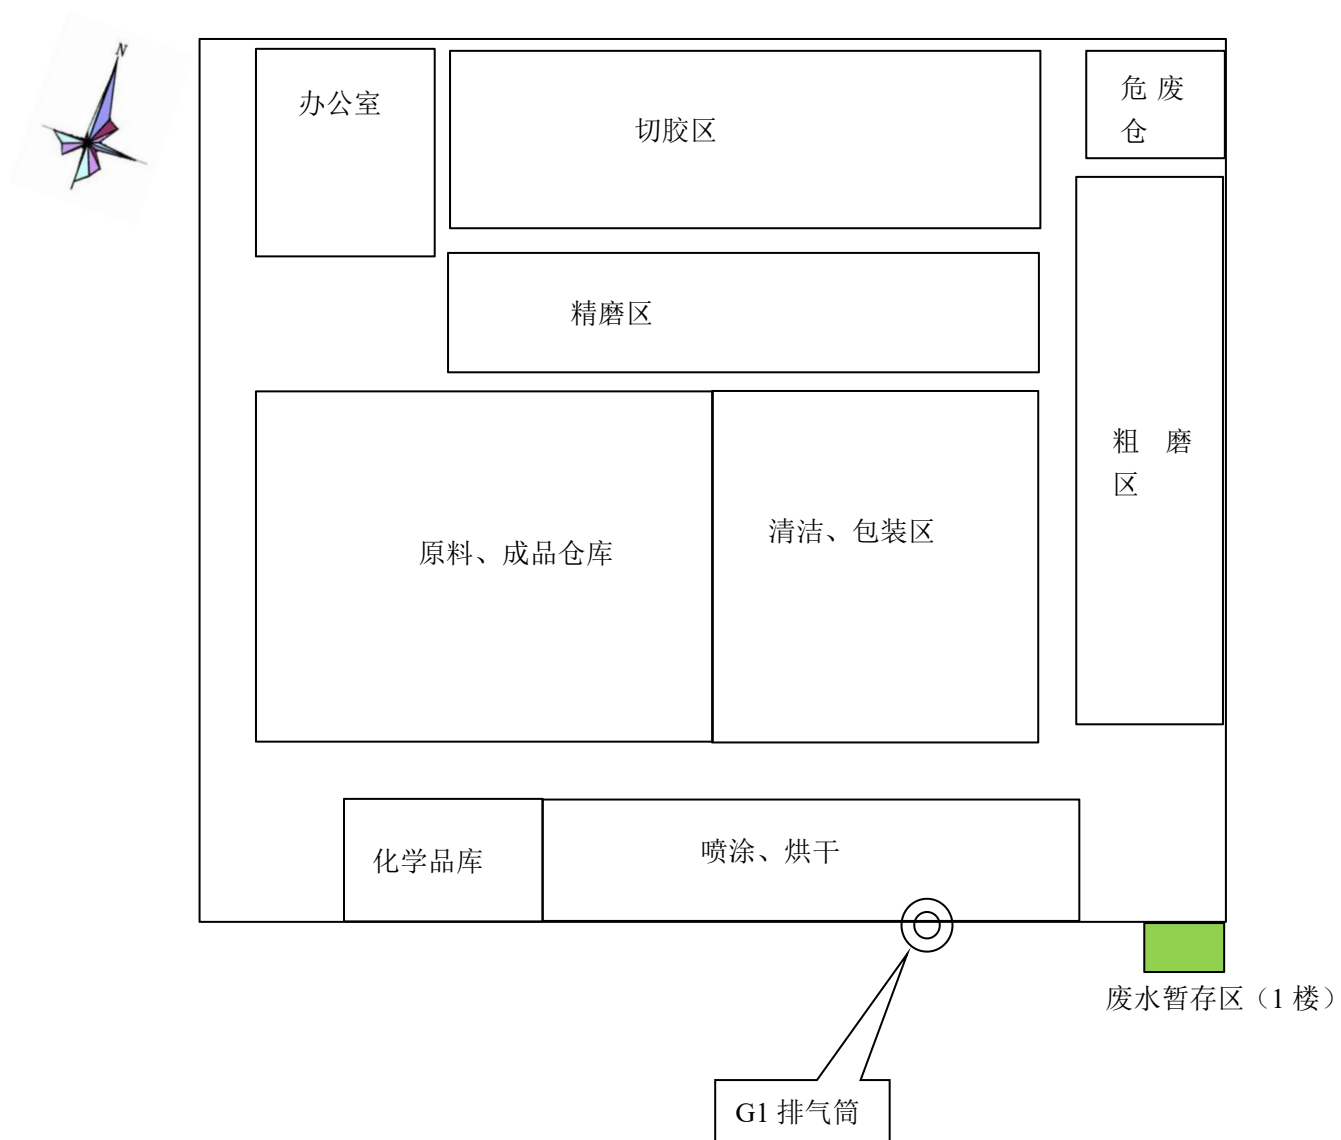 N
办公室
切胶区
危 废
仓
精磨区
粗 磨
区
原料、成品仓库
清洁、包装区
化学品库
喷涂、烘干
废水暂存区（1 楼）
G1 排气筒